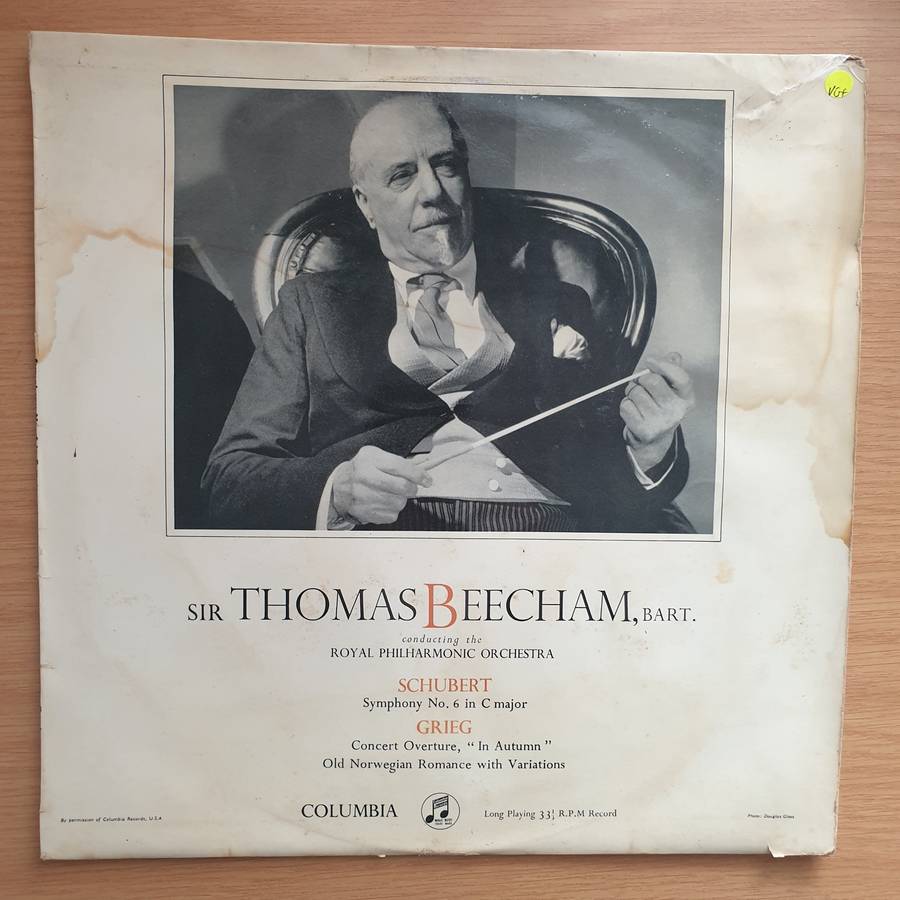 VG+
SIR THOMAS BEECHAM, BART.
conducting the
ROYAL PHILHARMONIC ORCHESTRA
SCHUBERT
Symphony No. 6 in C major
GRIEG
Concert Overture, “In Autumn”
Old Norwegian Romance with Variations
COLUMBIA
Long Playing 33⅓ R.P.M Record
By permission of Columbia Records, U.S.A
Photo: Douglas Glass